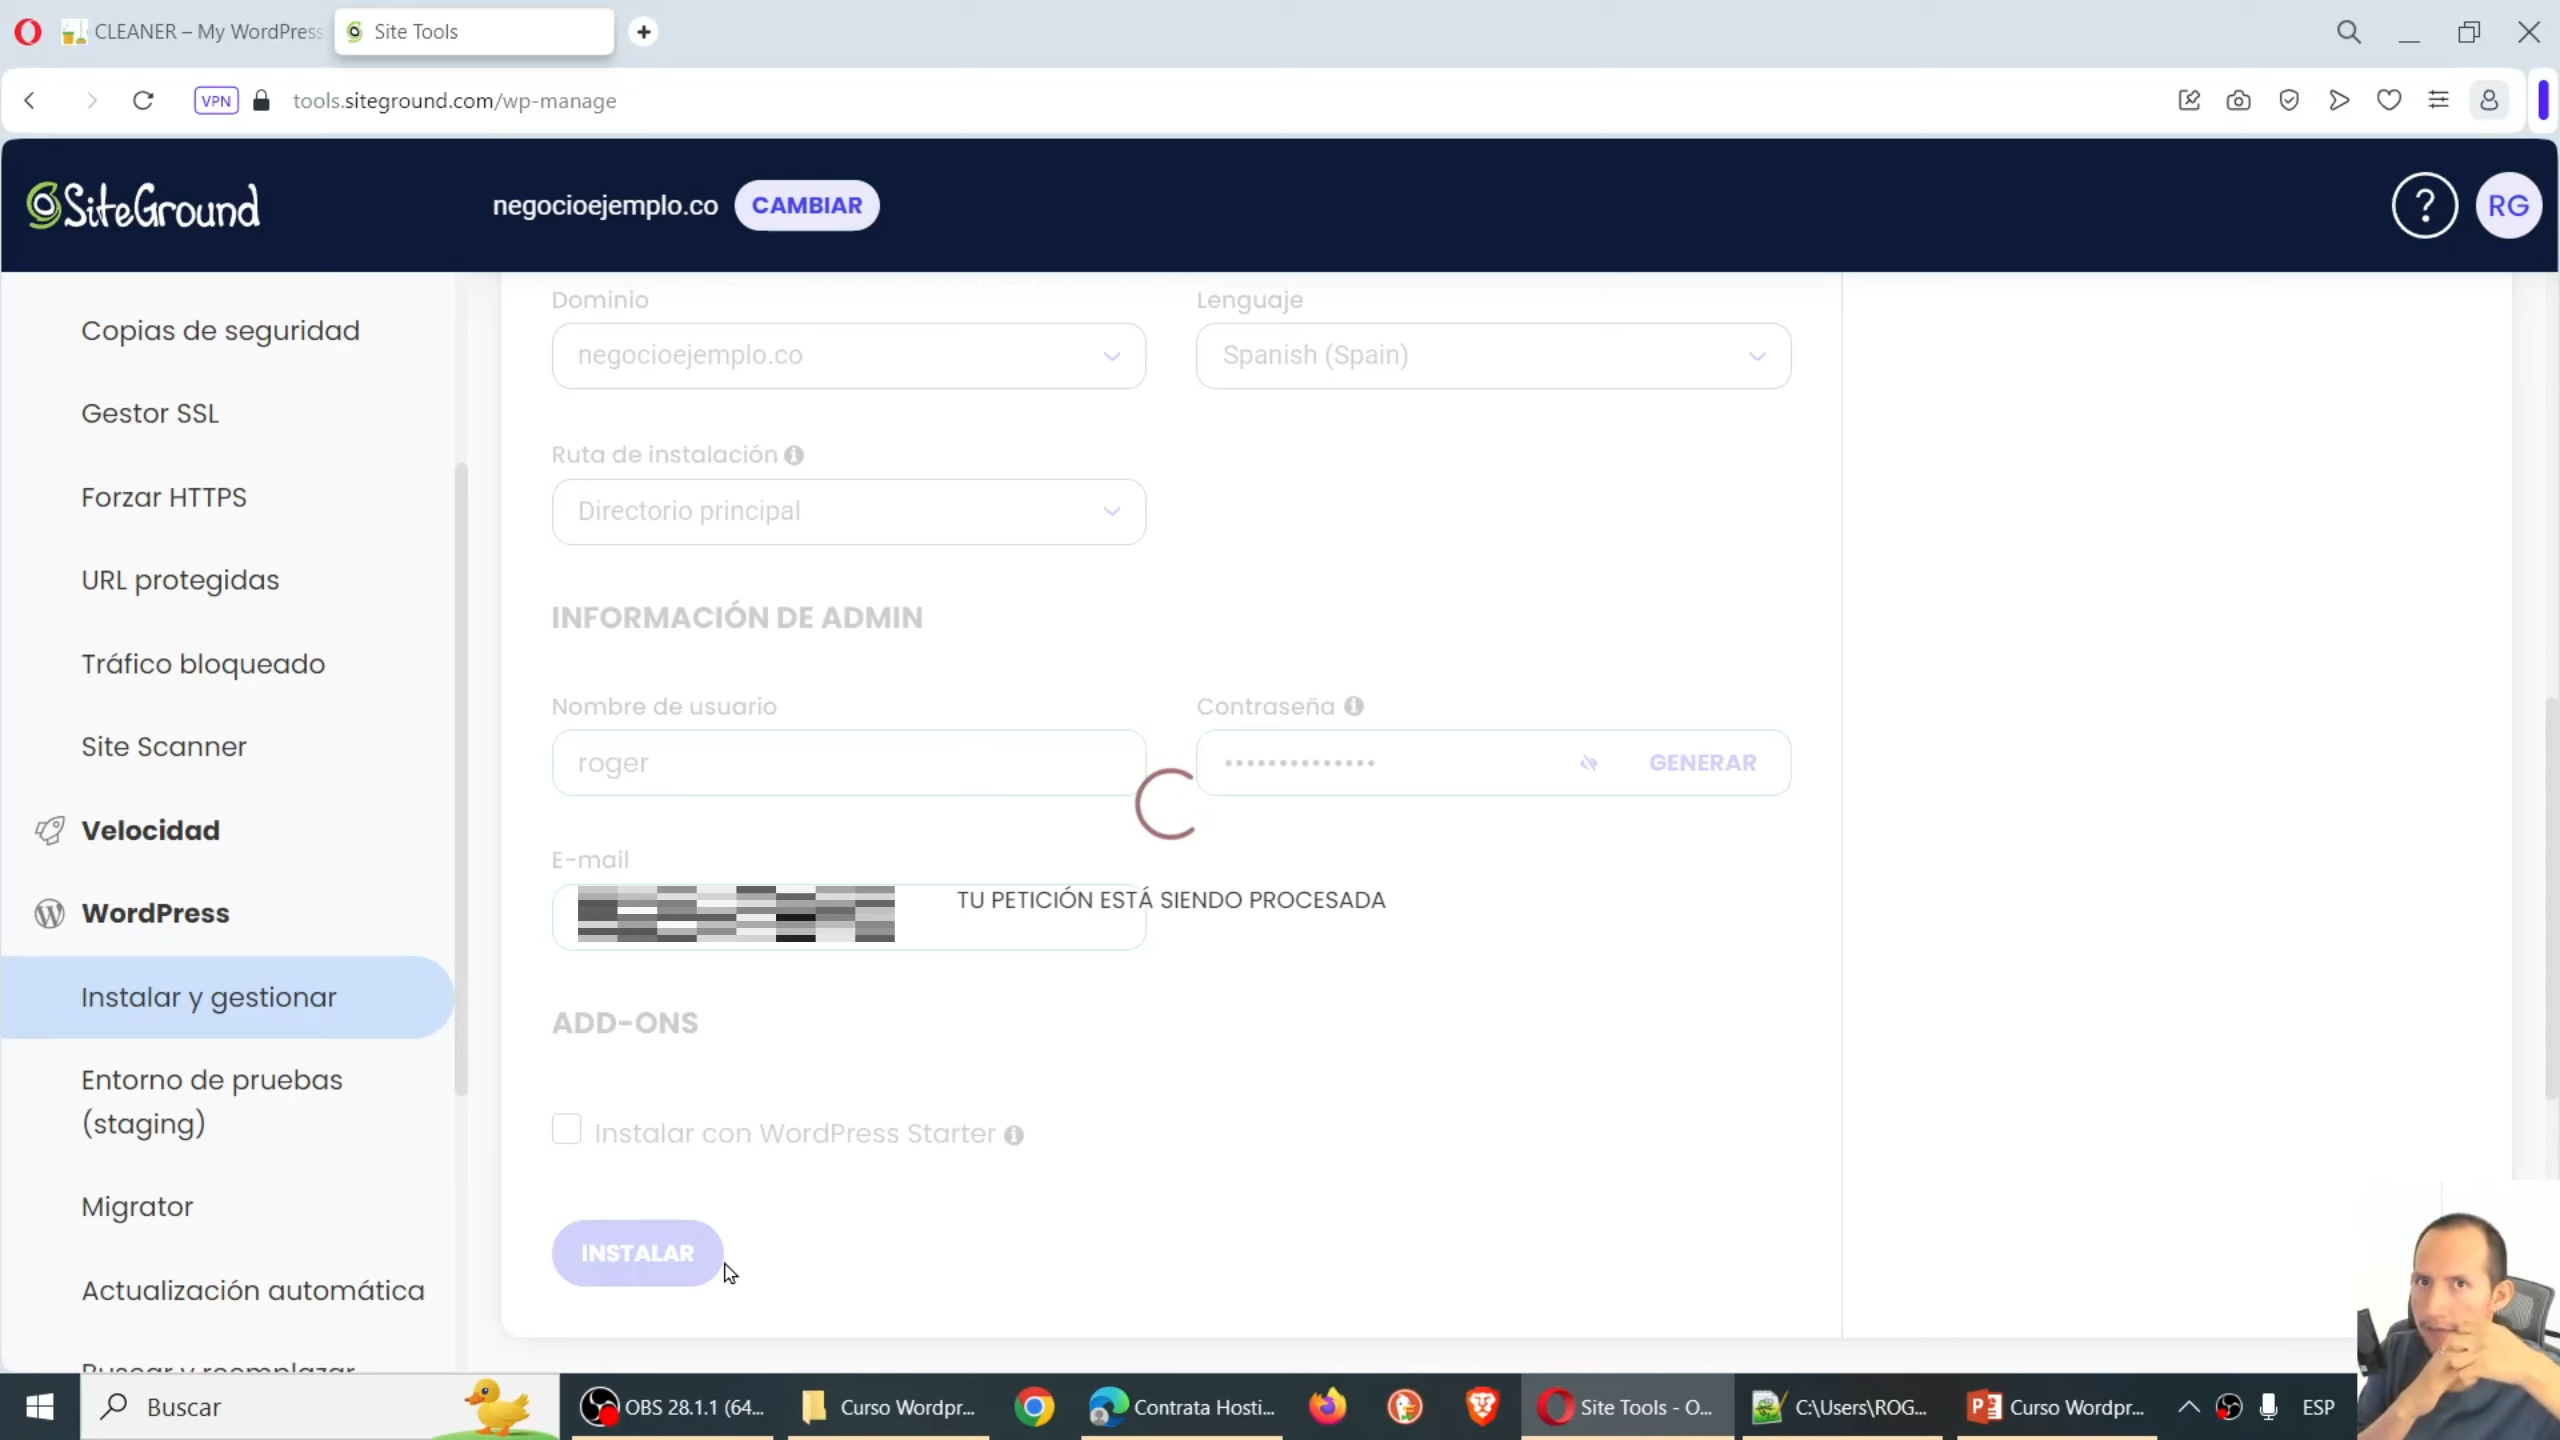 CLEANER – My WordPress
Site Tools
VPN
tools.siteground.com/wp-manage
SiteGround
negocioejemplo.co
CAMBIAR
?
RG
Copias de seguridad
Gestor SSL
Forzar HTTPS
URL protegidas
Tráfico bloqueado
Site Scanner
Velocidad
WordPress
Instalar y gestionar
Entorno de pruebas
(staging)
Migrator
Actualización automática
Buscar y reemplazar
Dominio
negocioejemplo.co
Lenguaje
Spanish (Spain)
Ruta de instalación
Directorio principal
INFORMACIÓN DE ADMIN
Nombre de usuario
roger
Contraseña
••••••••••••••
GENERAR
E-mail
TU PETICIÓN ESTÁ SIENDO PROCESADA
ADD-ONS
Instalar con WordPress Starter
INSTALAR
Buscar
OBS 28.1.1 (64...
Curso Wordpr...
Contrata Hosti...
Site Tools - O...
C:\Users\ROG...
Curso Wordpr...
ESP